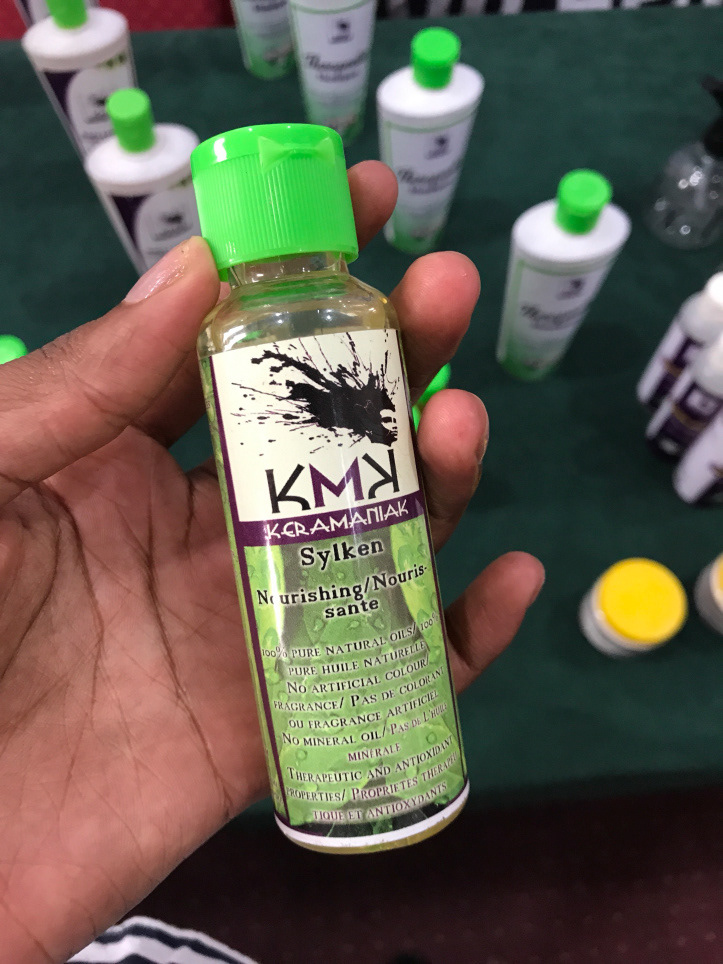 KMK
KERAMANIAK
Sylken
Nourishing/Nouris-
sante
100% PURE NATURAL OILS/ 100%
PURE HUILE NATURELLE
NO ARTIFICIAL COLOUR/
FRAGRANCE/ PAS DE COLORANT
OU FRAGRANCE ARTIFICIEL
NO MINERAL OIL/ PAS DE L'HUILE
MINÉRALE
THERAPEUTIC AND ANTIOXIDANT
PROPERTIES/ PROPRIETES THERAPEU
TIQUE ET ANTIOXYDANTS